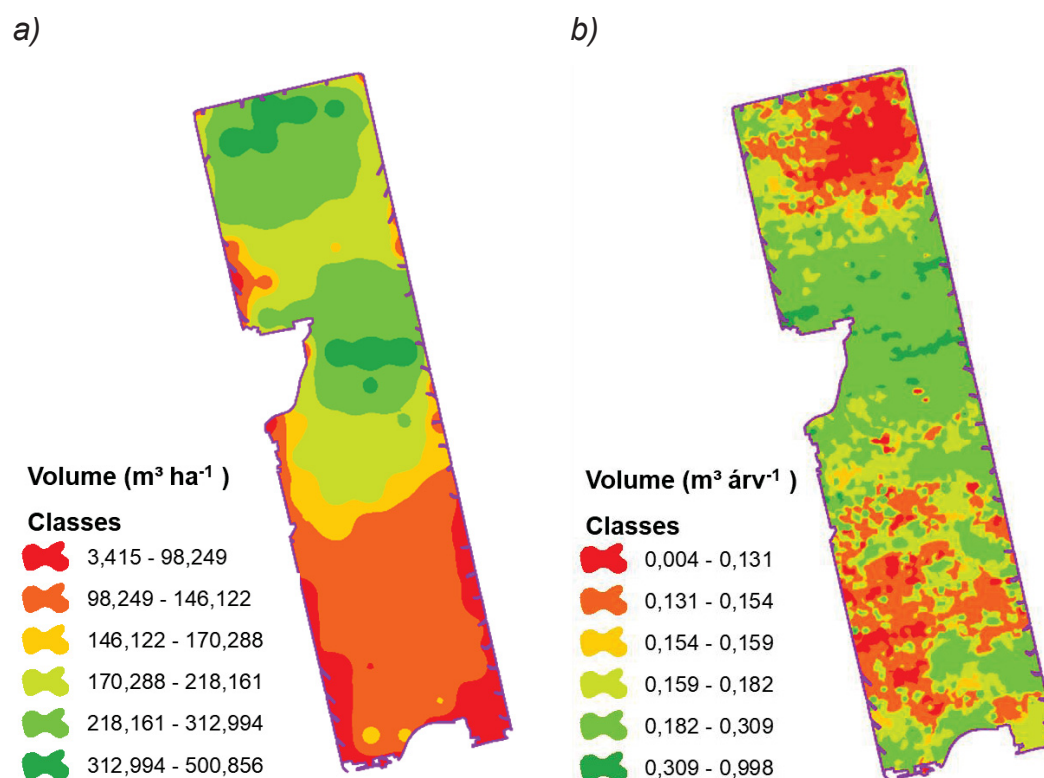 a)
b)
Volume (m³ ha⁻¹ )
Classes
3,415 - 98,249
98,249 - 146,122
146,122 - 170,288
170,288 - 218,161
218,161 - 312,994
312,994 - 500,856
Volume (m³ árv⁻¹ )
Classes
0,004 - 0,131
0,131 - 0,154
0,154 - 0,159
0,159 - 0,182
0,182 - 0,309
0,309 - 0,998